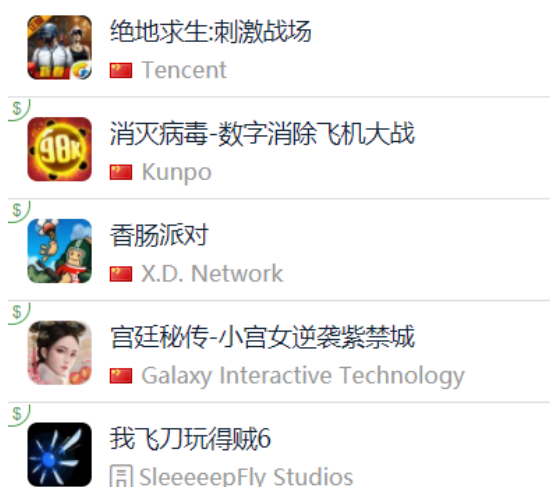 绝地求生:刺激战场
Tencent
$
消灭病毒-数字消除飞机大战
98K
Kunpo
$
香肠派对
X.D. Network
$
宫廷秘传-小宫女逆袭紫禁城
Galaxy Interactive Technology
$
我飞刀玩得贼6
SleeeeepFly Studios